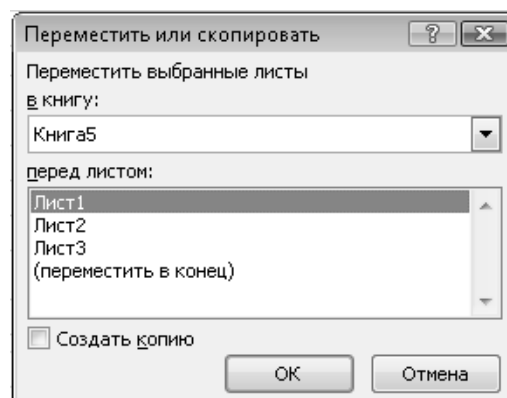 Переместить или скопировать
Переместить выбранные листы
в книгу:
Книга5
перед листом:
Лист1
Лист2
Лист3
(переместить в конец)
Создать копию
ОК Отмена